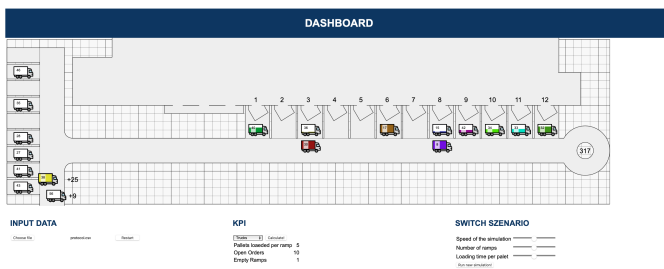 DASHBOARD
1 2 3 4 5 6 7 8 9 10 11 12
317
+25
+9
INPUT DATA
KPI
SWITCH SZENARIO
Choose file
Restart
Trucks
Calculate!
Pallets loaeded per ramp 5
Open Orders 10
Empty Ramps 1
Speed of the simulation
Number of ramps
Loading time per palet
Run new simulation!